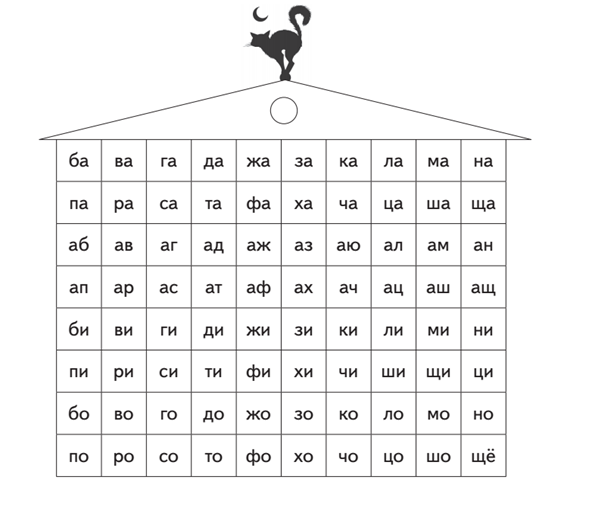 ба ва га да жа за ка ла ма на
па ра са та фа ха ча ца ша ща
аб ав аг ад аж аз аю ал ам ан
ап ар ас ат аф ах ач ац аш ащ
би ви ги ди жи зи ки ли ми ни
пи ри си ти фи хи чи ши щи ци
бо во го до жо зо ко ло мо но
по ро со то фо хо чо цо шо щё